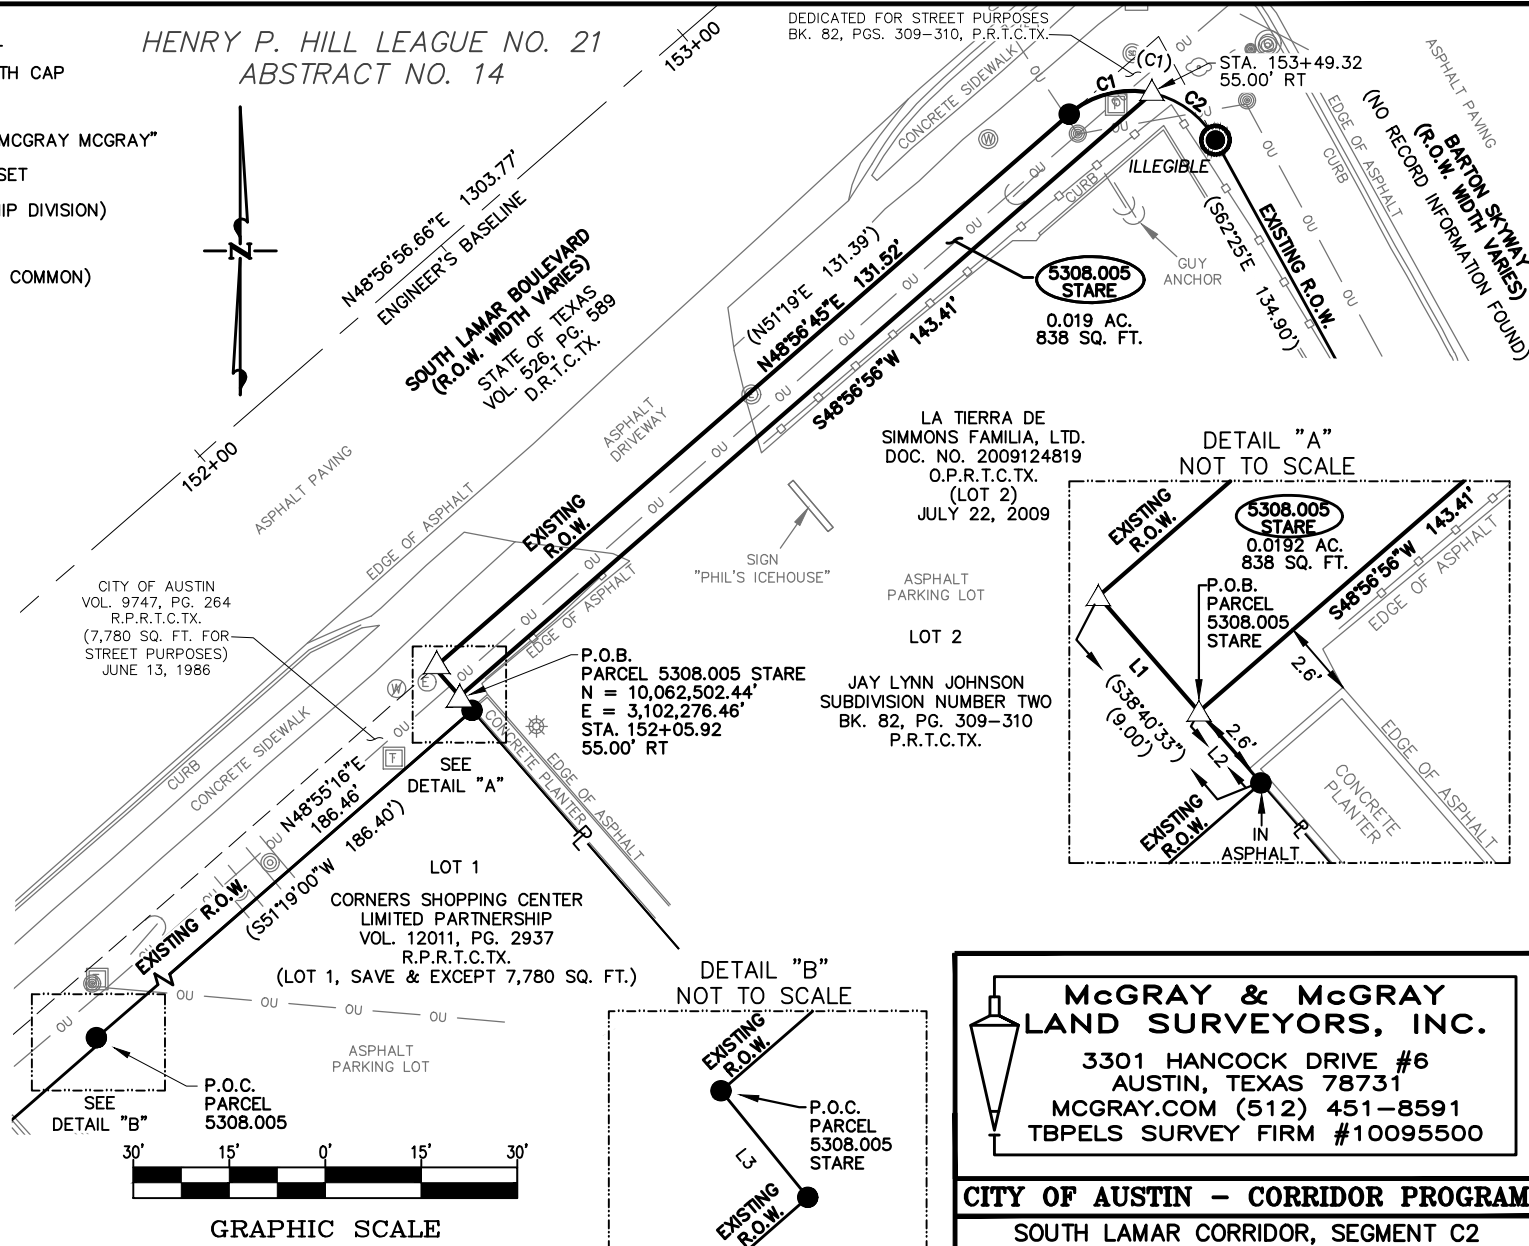 TH CAP
MCGRAY MCGRAY"
SET
IP DIVISION)
COMMON)
HENRY P. HILL LEAGUE NO. 21
ABSTRACT NO. 14
N
152+00
153+00
N48°56'56.66"E 1303.77'
ENGINEER'S BASELINE
SOUTH LAMAR BOULEVARD
(R.O.W. WIDTH VARIES)
STATE OF TEXAS
VOL. 526, PG. 589
D.R.T.C.TX.
DEDICATED FOR STREET PURPOSES
BK. 82, PGS. 309-310, P.R.T.C.TX.
CONCRETE SIDEWALK
(C1)
C1
C2
STA. 153+49.32
55.00' RT
ILLEGIBLE
CURB
GUY
ANCHOR
(S62°25'E 134.90')
EXISTING R.O.W.
EDGE OF ASPHALT
CURB
ASPHALT PAVING
BARTON SKYWAY
(R.O.W. WIDTH VARIES)
(NO RECORD INFORMATION FOUND)
(N51°19'E 131.39')
N48°56'45"E 131.52'
S48°56'56"W 143.41'
5308.005
STARE
0.019 AC.
838 SQ. FT.
ASPHALT PAVING
ASPHALT
DRIVEWAY
EDGE OF ASPHALT
EXISTING
R.O.W.
EDGE OF ASPHALT
SIGN
"PHIL'S ICEHOUSE"
LA TIERRA DE
SIMMONS FAMILIA, LTD.
DOC. NO. 2009124819
O.P.R.T.C.TX.
(LOT 2)
JULY 22, 2009
ASPHALT
PARKING LOT
LOT 2
JAY LYNN JOHNSON
SUBDIVISION NUMBER TWO
BK. 82, PG. 309-310
P.R.T.C.TX.
CITY OF AUSTIN
VOL. 9747, PG. 264
R.P.R.T.C.TX.
(7,780 SQ. FT. FOR
STREET PURPOSES)
JUNE 13, 1986
P.O.B.
PARCEL 5308.005 STARE
N = 10,062,502.44'
E = 3,102,276.46'
STA. 152+05.92
55.00' RT
SEE
DETAIL "A"
CONCRETE PLANTER
EDGE OF ASPHALT
PL
CURB
CONCRETE SIDEWALK
W
E
T
OU
N48°55'16"E
186.46'
(S51°19'00"W 186.40')
EXISTING R.O.W.
LOT 1
CORNERS SHOPPING CENTER
LIMITED PARTNERSHIP
VOL. 12011, PG. 2937
R.P.R.T.C.TX.
(LOT 1, SAVE & EXCEPT 7,780 SQ. FT.)
OU OU OU OU
ASPHALT
PARKING LOT
SEE
DETAIL "B"
P.O.C.
PARCEL
5308.005
30' 15' 0' 15' 30'
GRAPHIC SCALE
DETAIL "A"
NOT TO SCALE
EXISTING
R.O.W.
5308.005
STARE
0.0192 AC.
838 SQ. FT.
S48°56'56"W 143.41'
EDGE OF ASPHALT
P.O.B.
PARCEL
5308.005
STARE
2.6'
L1
(S38°40'33")
(9.00')
2.6'
L2
EXISTING
R.O.W.
IN
ASPHALT
PL
CONCRETE
PLANTER
EDGE OF ASPHALT
DETAIL "B"
NOT TO SCALE
EXISTING
R.O.W.
P.O.C.
PARCEL
5308.005
STARE
L3
EXISTING
R.O.W.
McGRAY & McGRAY
LAND SURVEYORS, INC.
3301 HANCOCK DRIVE #6
AUSTIN, TEXAS 78731
MCGRAY.COM (512) 451-8591
TBPELS SURVEY FIRM #10095500
CITY OF AUSTIN - CORRIDOR PROGRAM
SOUTH LAMAR CORRIDOR, SEGMENT C2